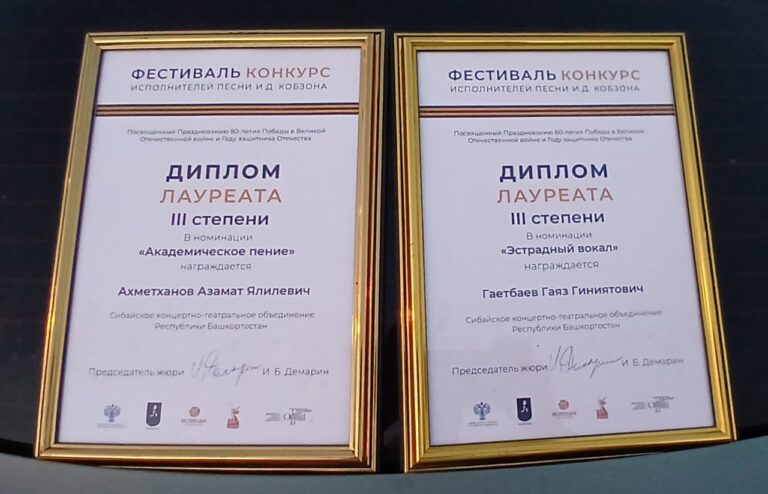 ФЕСТИВАЛЬ КОНКУРС
ИСПОЛНИТЕЛЕЙ ПЕСНИ И.Д. КОБЗОНА
Посвященный Празднованию 80-летия Победы в Великой
Отечественной войне и Году защитника Отечества
ДИПЛОМ
ЛАУРЕАТА
III степени
В номинации
«Академическое пение»
награждается
Ахметханов Азамат Ялилевич
Сибайское концертно-театральное объединение
Республики Башкортостан
Председатель жюри И. Б. Демарин
ФЕСТИВАЛЬ КОНКУРС
ИСПОЛНИТЕЛЕЙ ПЕСНИ И.Д. КОБЗОНА
Посвященный Празднованию 80-летия Победы в Великой
Отечественной войне и Году защитника Отечества
ДИПЛОМ
ЛАУРЕАТА
III степени
В номинации
«Эстрадный вокал»
награждается
Гаетбаев Гаяз Гиниятович
Сибайское концертно-театральное объединение
Республики Башкортостан
Председатель жюри И. Б. Демарин